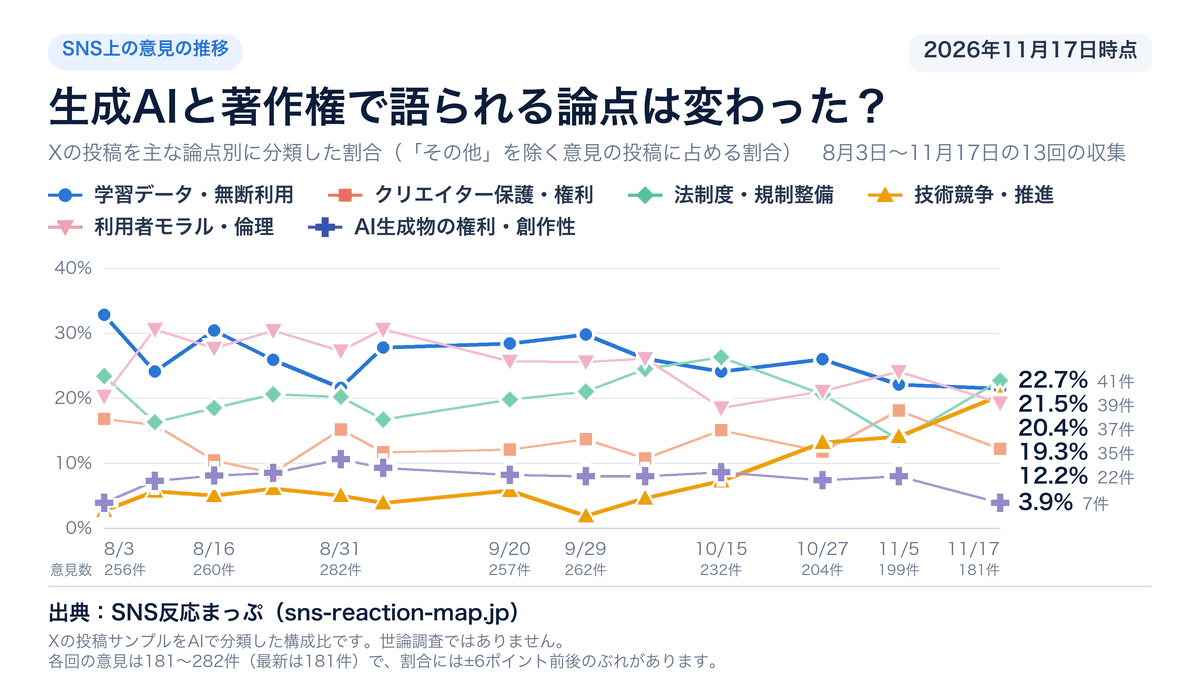 SNS上の意見の推移
2026年11月17日時点
生成AIと著作権で語られる論点は変わった？
Xの投稿を主な論点別に分類した割合（「その他」を除く意見の投稿に占める割合）　8月3日〜11月17日の13回の収集
学習データ・無断利用　クリエイター保護・権利　法制度・規制整備　技術競争・推進
利用者モラル・倫理　AI生成物の権利・創作性
40%
30%
20%
10%
0%
22.7% 41件
21.5% 39件
20.4% 37件
19.3% 35件
12.2% 22件
3.9% 7件
8/3 8/16 8/31 9/20 9/29 10/15 10/27 11/5 11/17
意見数 256件 260件 282件 257件 262件 232件 204件 199件 181件
出典：SNS反応まっぷ（sns-reaction-map.jp）
Xの投稿サンプルをAIで分類した構成比です。世論調査ではありません。
各回の意見は181〜282件（最新は181件）で、割合には±6ポイント前後のぶれがあります。